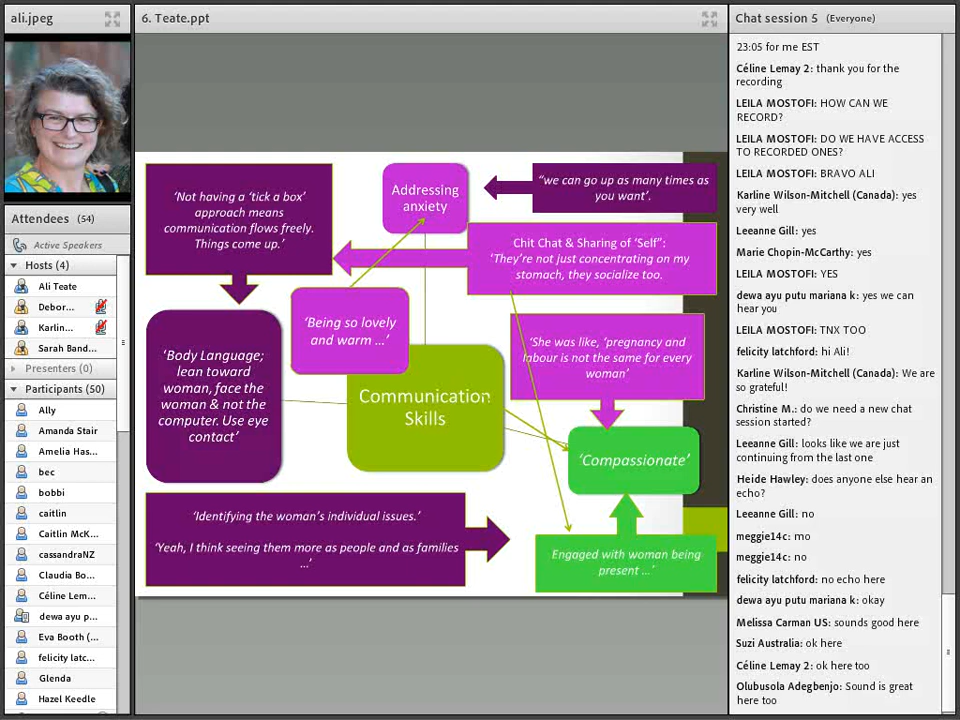 ali.jpeg
6. Teate.ppt
Chat session 5 (Everyone)
Attendees (54)
Active Speakers
Hosts (4)
Ali Teate
Debor...
Karlin...
Sarah Band...
Presenters (0)
Participants (50)
Ally
Amanda Stair
Amelia Has...
bec
bobbi
caitlin
Caitlin McK...
cassandraNZ
Claudia Bo...
Céline Lem...
dewa ayu p...
Eva Booth (...
felicity latc...
Glenda
Hazel Keedle
‘Not having a ‘tick a box’
approach means
communication flows freely.
Things come up.’
Addressing
anxiety
“we can go up as many times as
you want’.
Chit Chat & Sharing of ‘Self”:
‘They’re not just concentrating on my
stomach, they socialize too.
‘Being so lovely
and warm …’
‘Body Language;
lean toward
woman, face the
woman & not the
computer. Use eye
contact’
Communication
Skills
‘She was like, ‘pregnancy and
labour is not the same for every
woman’
‘Compassionate’
‘Identifying the woman’s individual issues.’
‘Yeah, I think seeing them more as people and as families
…’
Engaged with woman being
present …’
23:05 for me EST
Céline Lemay 2: thank you for the
recording
LEILA MOSTOFI: HOW CAN WE
RECORD?
LEILA MOSTOFI: DO WE HAVE ACCESS
TO RECORDED ONES?
LEILA MOSTOFI: BRAVO ALI
Karline Wilson-Mitchell (Canada): yes
very well
Leeanne Gill: yes
Marie Chopin-McCarthy: yes
LEILA MOSTOFI: YES
dewa ayu putu mariana k: yes we can
hear you
LEILA MOSTOFI: TNX TOO
felicity latchford: hi Ali!
Karline Wilson-Mitchell (Canada): We are
so grateful!
Christine M.: do we need a new chat
session started?
Leeanne Gill: looks like we are just
continuing from the last one
Heide Hawley: does anyone else hear an
echo?
Leeanne Gill: no
meggie14c: mo
meggie14c: no
felicity latchford: no echo here
dewa ayu putu mariana k: okay
Melissa Carman US: sounds good here
Suzi Australia: ok here
Céline Lemay 2: ok here too
Olubusola Adegbenjo: Sound is great
here too